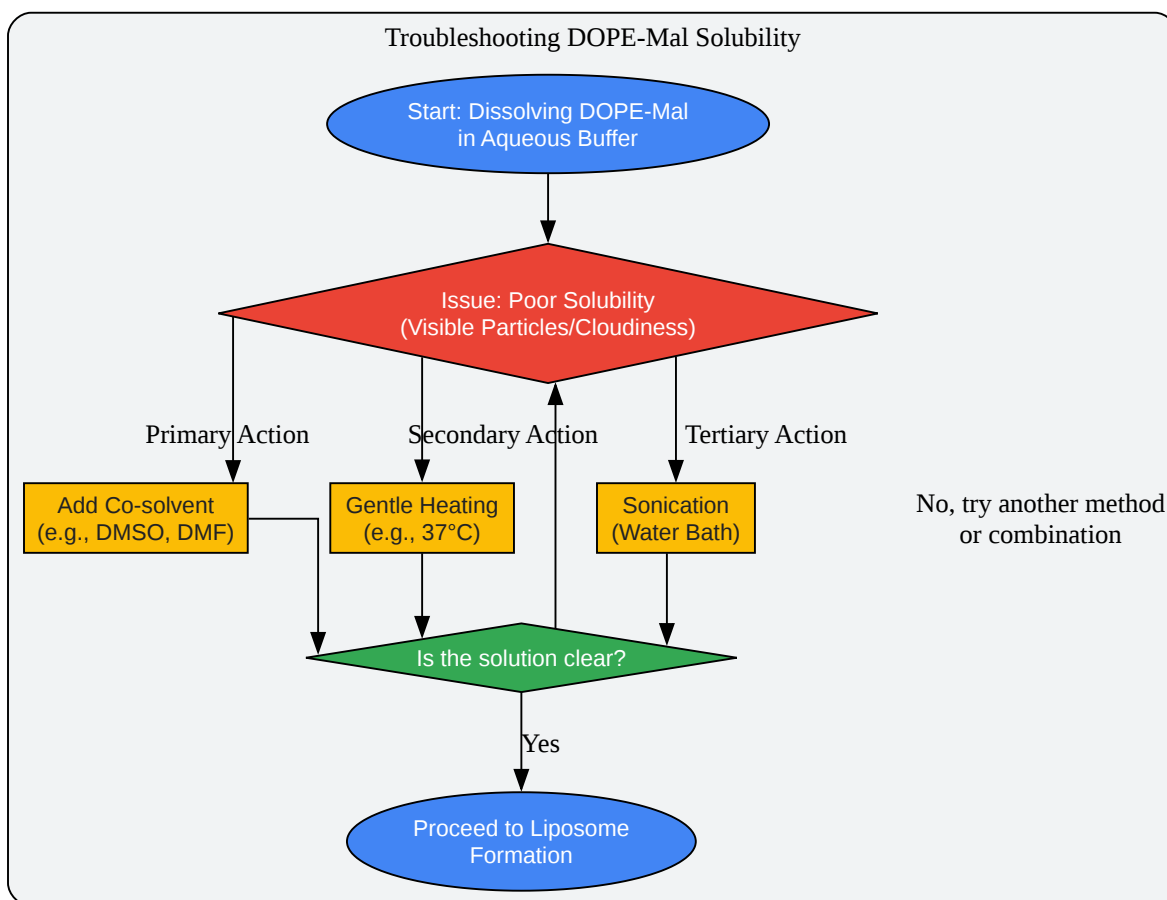 Troubleshooting DOPE-Mal Solubility
Start: Dissolving DOPE-Mal
in Aqueous Buffer
Issue: Poor Solubility
(Visible Particles/Cloudiness)
Primary Action
Secondary Action
Tertiary Action
Add Co-solvent
(e.g., DMSO, DMF)
Gentle Heating
(e.g., 37°C)
Sonication
(Water Bath)
No, try another method
or combination
Is the solution clear?
Yes
Proceed to Liposome
Formation